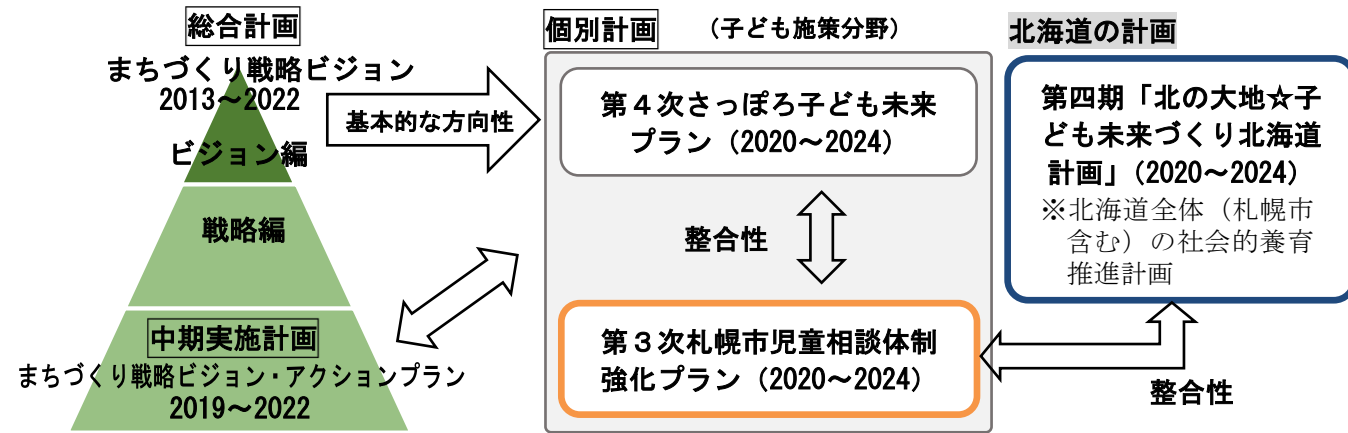 総合計画
まちづくり戦略ビジョン
2013～2022
ビジョン編
戦略編
中期実施計画
まちづくり戦略ビジョン・アクションプラン
2019～2022
基本的な方向性
個別計画 （子ども施策分野）
第４次さっぽろ子ども未来
プラン（2020～2024）
整合性
第３次札幌市児童相談体制
強化プラン（2020～2024）
北海道の計画
第四期「北の大地☆子
ども未来づくり北海道
計画」（2020～2024）
※北海道全体（札幌市
含む）の社会的養育
推進計画
整合性